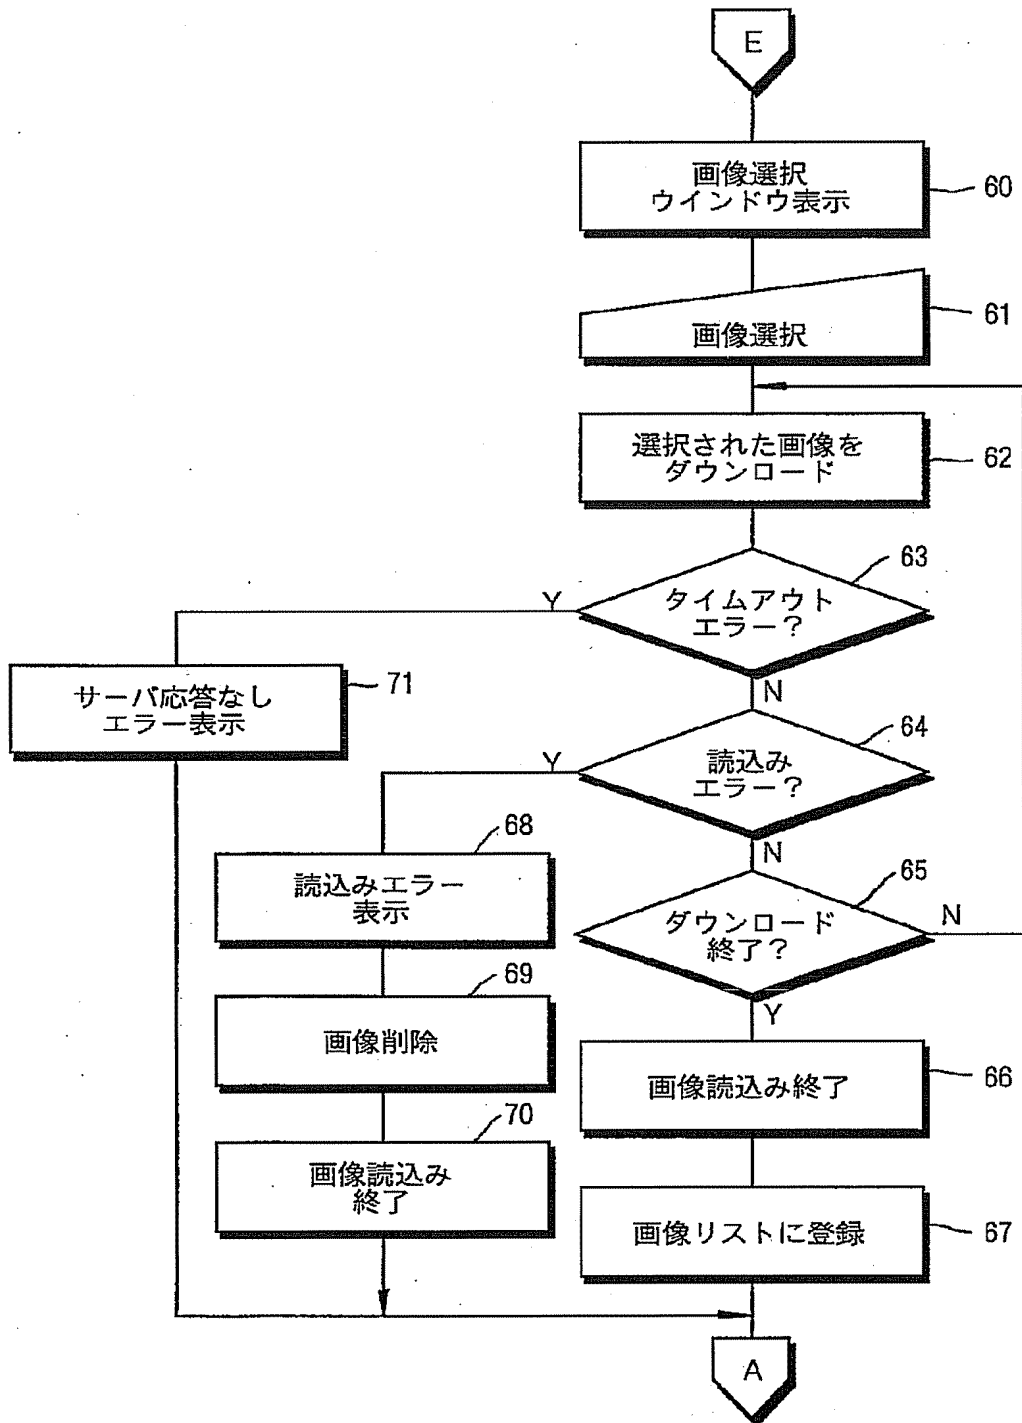 E
画像選択
ウインドウ表示
60
画像選択
61
選択された画像を
ダウンロード
62
タイムアウト
エラー？
63
Y
N
サーバ応答なし
エラー表示
71
読込み
エラー？
64
Y
N
読込みエラー
表示
68
ダウンロード
終了？
65
N
Y
画像削除
69
画像読込み終了
66
画像読込み
終了
70
画像リストに登録
67
A